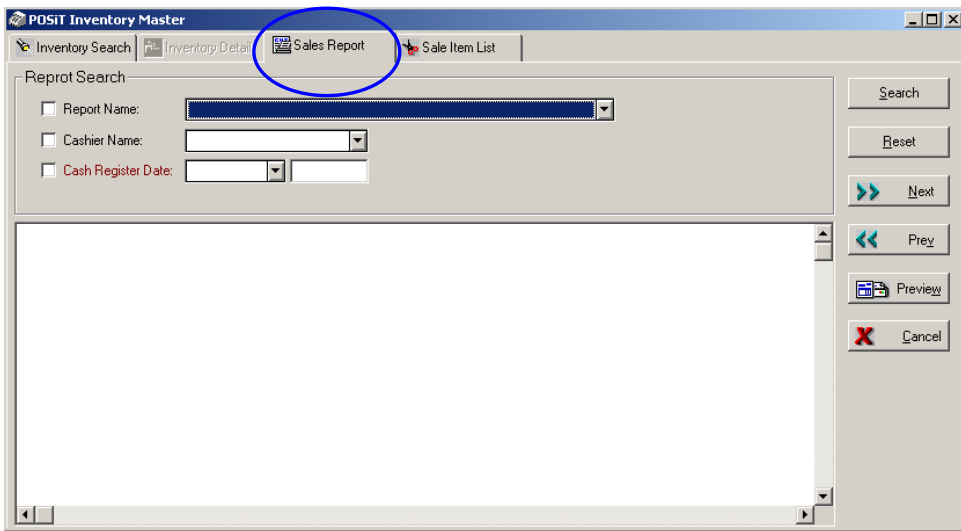 POSiT Inventory Master
Inventory Search Inventory Detail Sales Report Sale Item List
Reprot Search
Report Name:
Cashier Name:
Cash Register Date:
Search
Reset
Next
Prev
Preview
Cancel